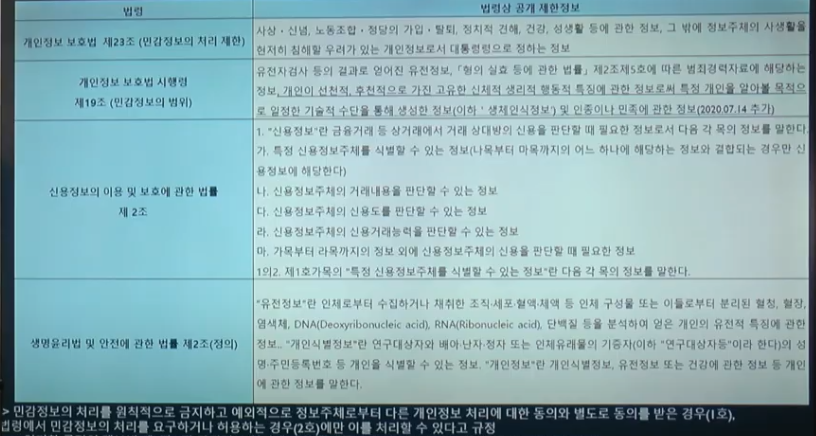 법령
법령상 공개 제한정보
개인정보 보호법 제23조 (민감정보의 처리 제한)
사상·신념, 노동조합·정당의 가입·탈퇴, 정치적 견해, 건강, 성생활 등에 관한 정보, 그 밖에 정보주체의 사생활을
현저히 침해할 우려가 있는 개인정보로서 대통령령으로 정하는 정보
개인정보 보호법 시행령
제19조 (민감정보의 범위)
유전자검사 등의 결과로 얻어진 유전정보, 「형의 실효 등에 관한 법률」 제2조제5호에 따른 범죄경력자료에 해당하는
정보, 개인이 선천적, 후천적으로 가진 고유한 신체적 생리적 행동적 특징에 관한 정보로써 특정 개인을 알아볼 목적으
로 일정한 기술적 수단을 통해 생성한 정보(이하 ' 생체인식정보') 및 인종이나 민족에 관한 정보(2020.07.14 추가)
신용정보의 이용 및 보호에 관한 법률
제 2조
1. "신용정보"란 금융거래 등 상거래에서 거래 상대방의 신용을 판단할 때 필요한 정보로서 다음 각 목의 정보를 말한다.
가. 특정 신용정보주체를 식별할 수 있는 정보(나목부터 마목까지의 어느 하나에 해당하는 정보와 결합되는 경우만 신
용정보에 해당한다)
나. 신용정보주체의 거래내용을 판단할 수 있는 정보
다. 신용정보주체의 신용도를 판단할 수 있는 정보
라. 신용정보주체의 신용거래능력을 판단할 수 있는 정보
마. 가목부터 라목까지의 정보 외에 신용정보주체의 신용을 판단할 때 필요한 정보
1의2. 제1호가목의 "특정 신용정보주체를 식별할 수 있는 정보"란 다음 각 목의 정보를 말한다.
생명윤리법 및 안전에 관한 법률 제2조(정의)
"유전정보"란 인체로부터 수집하거나 채취한 조직·세포·혈액·체액 등 인체 구성물 또는 이들로부터 분리된 혈청, 혈장,
염색체, DNA(Deoxyribonucleic acid), RNA(Ribonucleic acid), 단백질 등을 분석하여 얻은 개인의 유전적 특징에 관한
정보.. "개인식별정보"란 연구대상자와 배아·난자·정자 또는 인체유래물의 기증자(이하 "연구대상자등"이라 한다)의 성
명·주민등록번호 등 개인을 식별할 수 있는 정보. "개인정보"란 개인식별정보, 유전정보 또는 건강에 관한 정보 등 개인
에 관한 정보를 말한다.
> 민감정보의 처리를 원칙적으로 금지하고 예외적으로 정보주체로부터 다른 개인정보 처리에 대한 동의와 별도로 동의를 받은 경우(1호),
법령에서 민감정보의 처리를 요구하거나 허용하는 경우(2호)에만 이를 처리할 수 있다고 규정